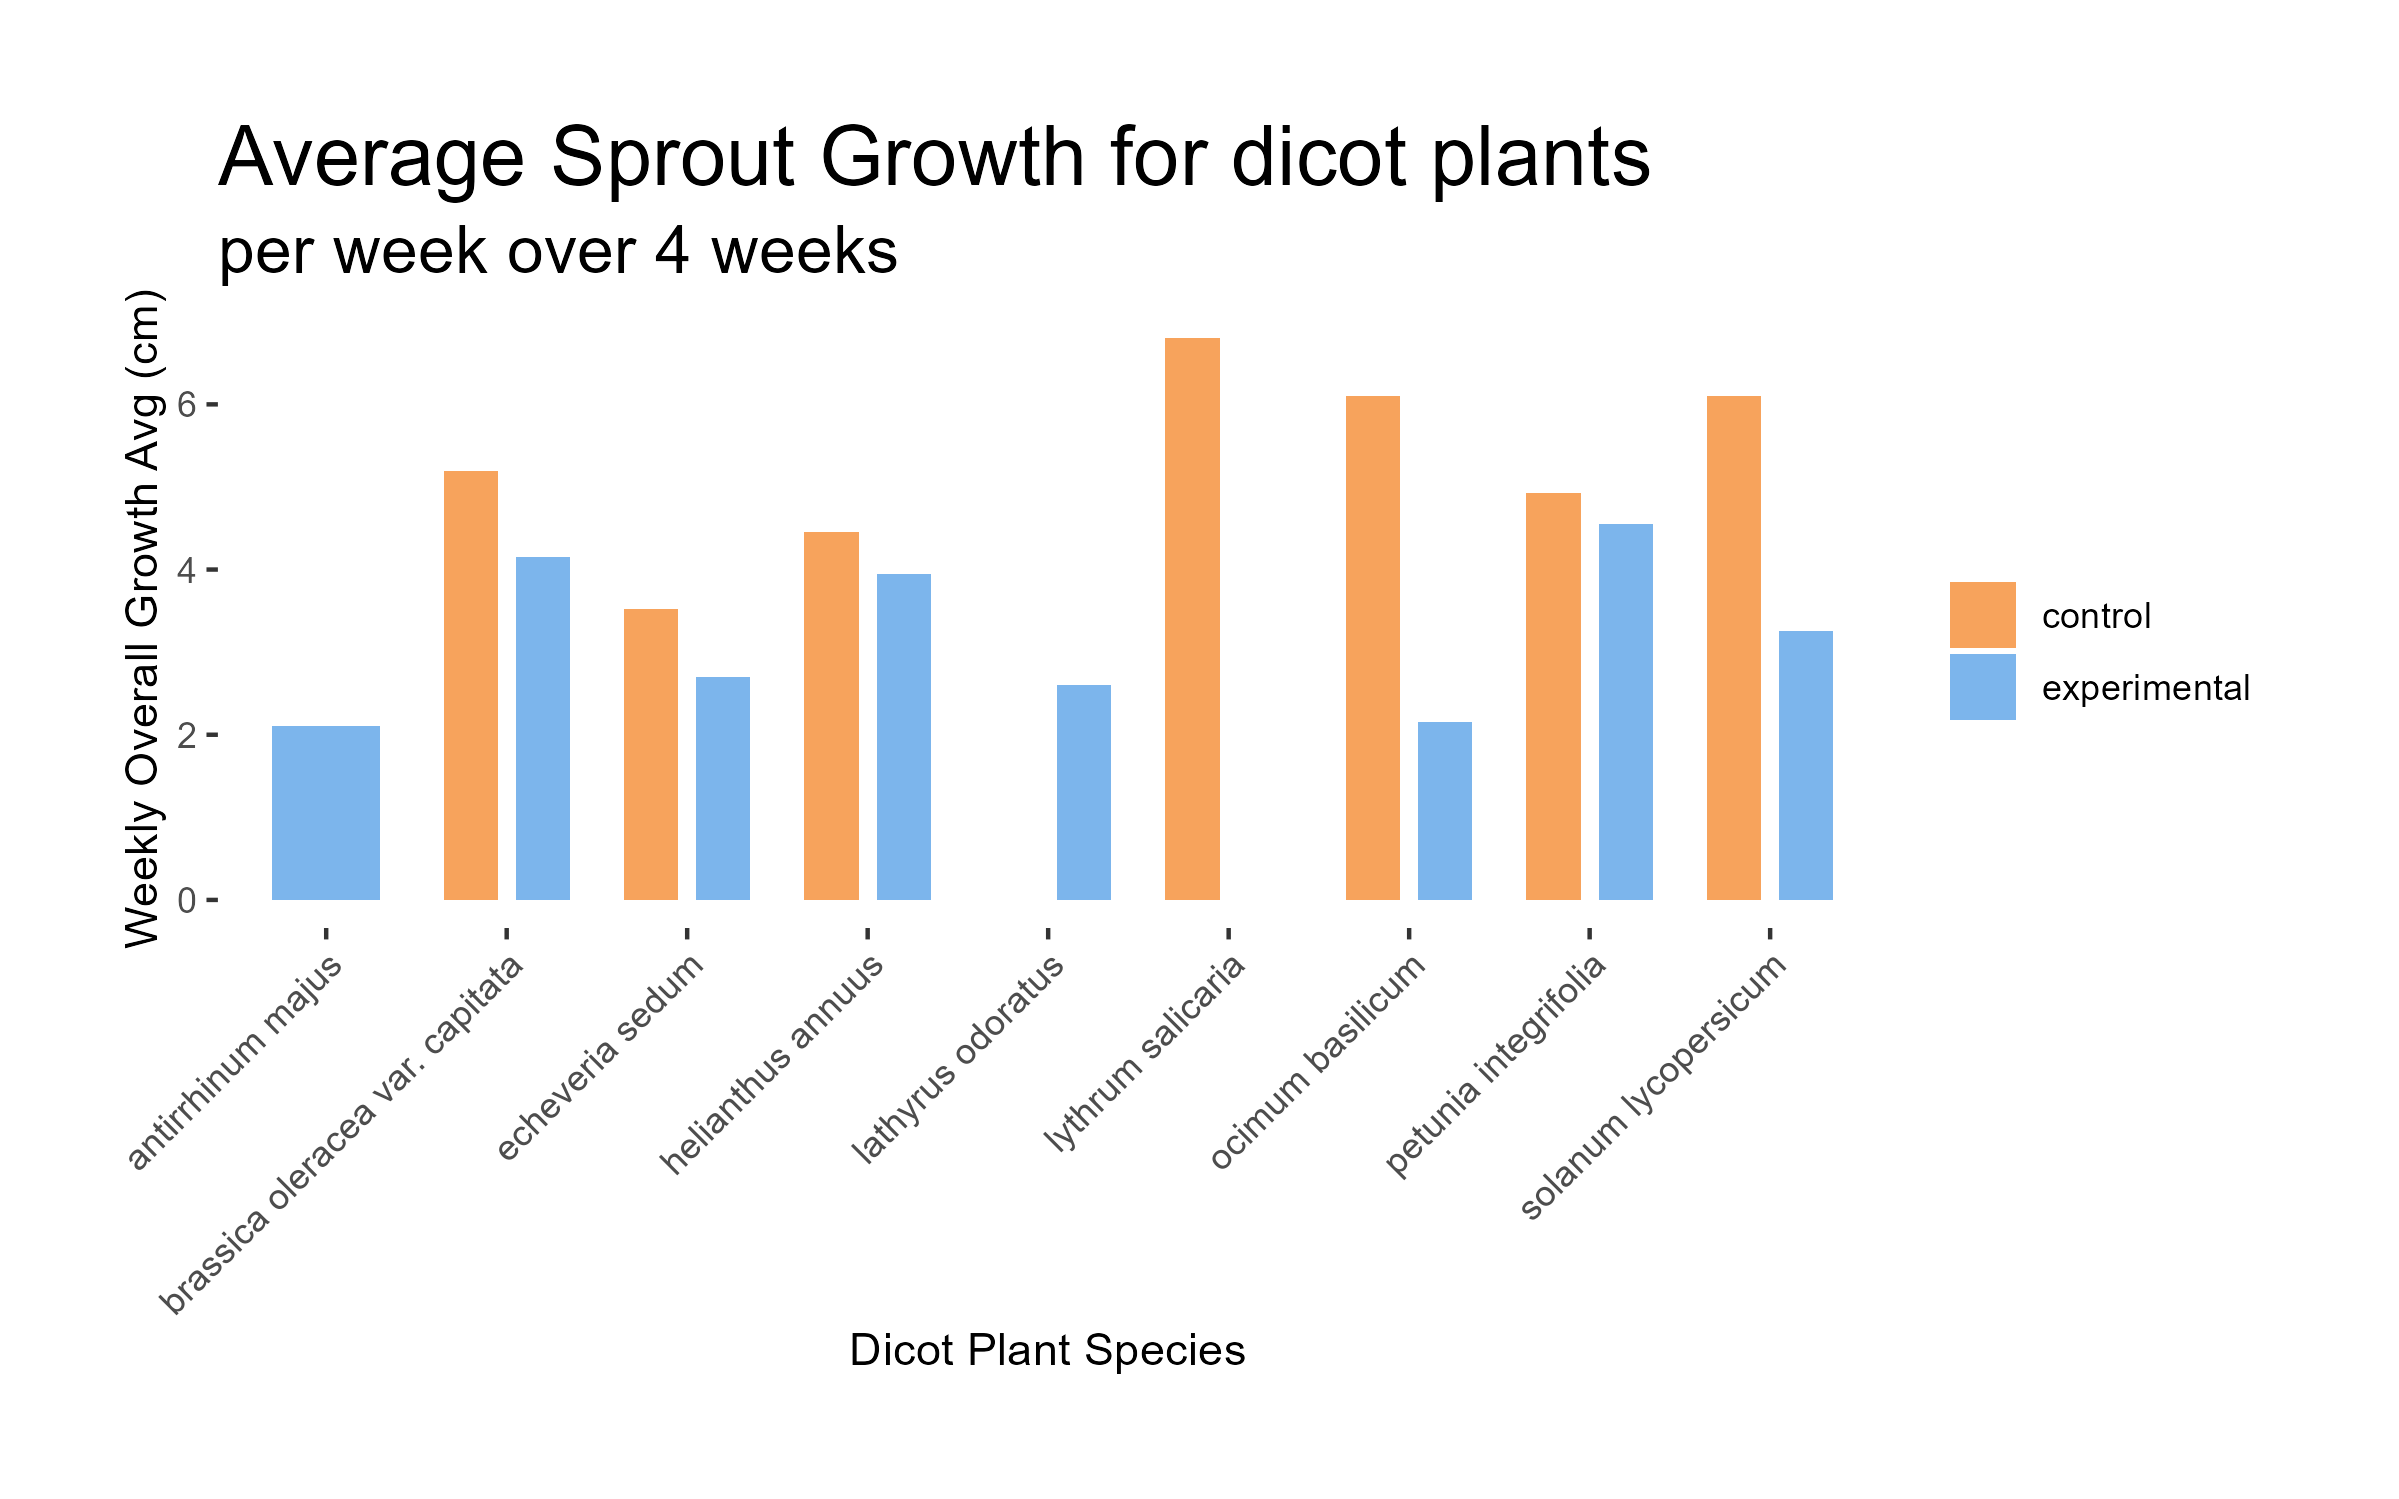 Average Sprout Growth for dicot plants
per week over 4 weeks
Weekly Overall Growth Avg (cm)
6
4
2
0
control
experimental
antirrhinum majus
brassica oleracea var. capitata
echeveria sedum
helianthus annuus
lathyrus odoratus
lythrum salicaria
ocimum basilicum
petunia integrifolia
solanum lycopersicum
Dicot Plant Species